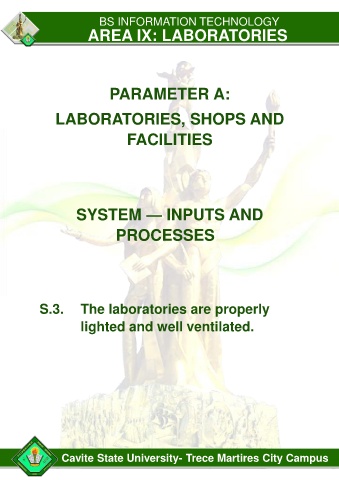 BS INFORMATION TECHNOLOGY
AREA IX: LABORATORIES
PARAMETER A:
LABORATORIES, SHOPS AND
FACILITIES
SYSTEM — INPUTS AND
PROCESSES
S.3. The laboratories are properly
lighted and well ventilated.
Cavite State University- Trece Martires City Campus